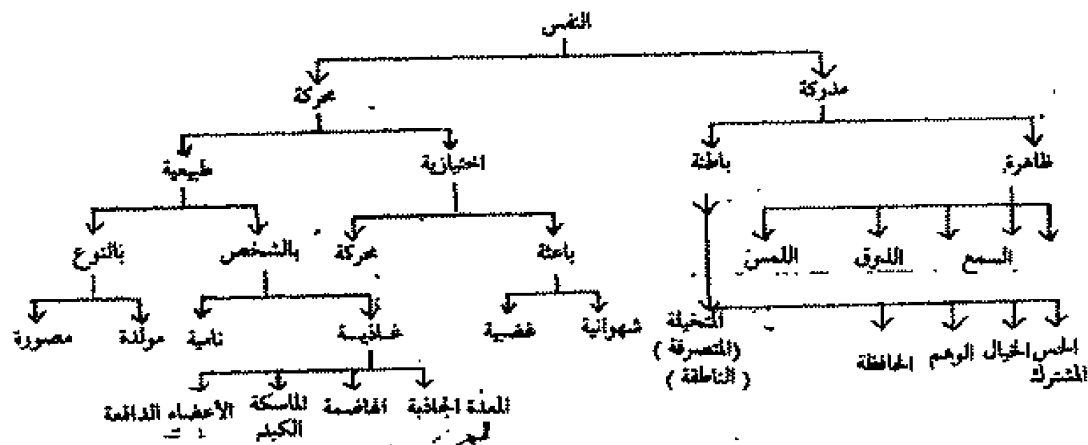 النفس
مدركة
محركة
ظاهرة
باطنة
اختيارية
طبيعية
السمع
الذوق
اللمس
باعثة
محركة
بالشخص
بالنوع
شهوانية
غضبية
غاذية
نامية
مولدة
مصورة
الحس المشترك
الخيال
الوهم
الحافظة
المتخيلة
(المتصرفة)
(الناطقة)
المعدة الجاذبة
الهاضمة
الماسكة
الكبد
الأعضاء الدافعة